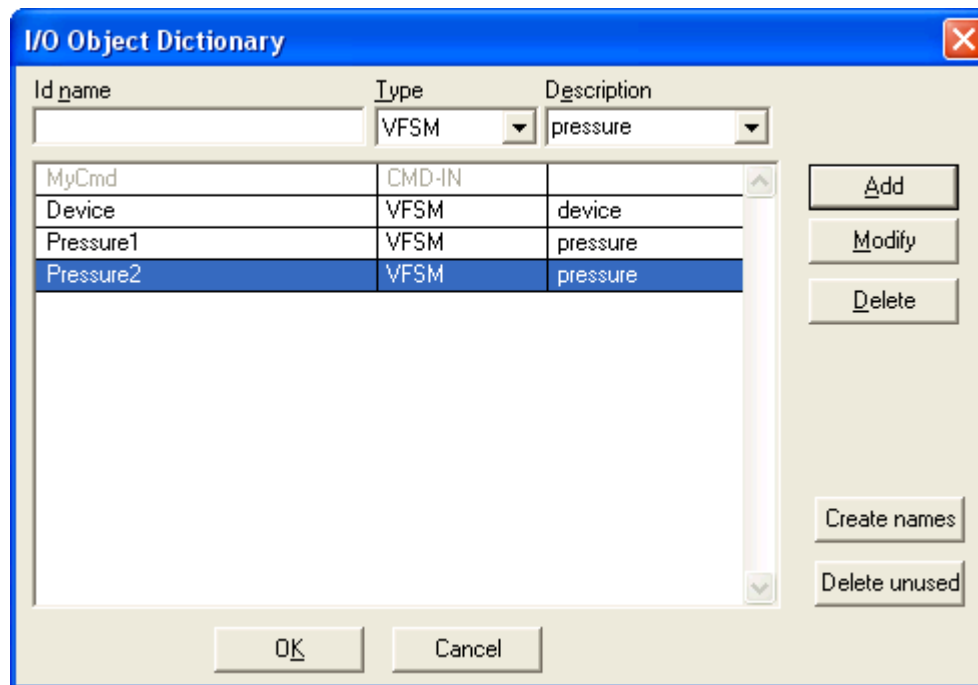 I/O Object Dictionary
Id name Type Description
VFSM pressure
MyCmd CMD-IN
Device VFSM device
Pressure1 VFSM pressure
Pressure2 VFSM pressure
Add
Modify
Delete
Create names
Delete unused
OK Cancel